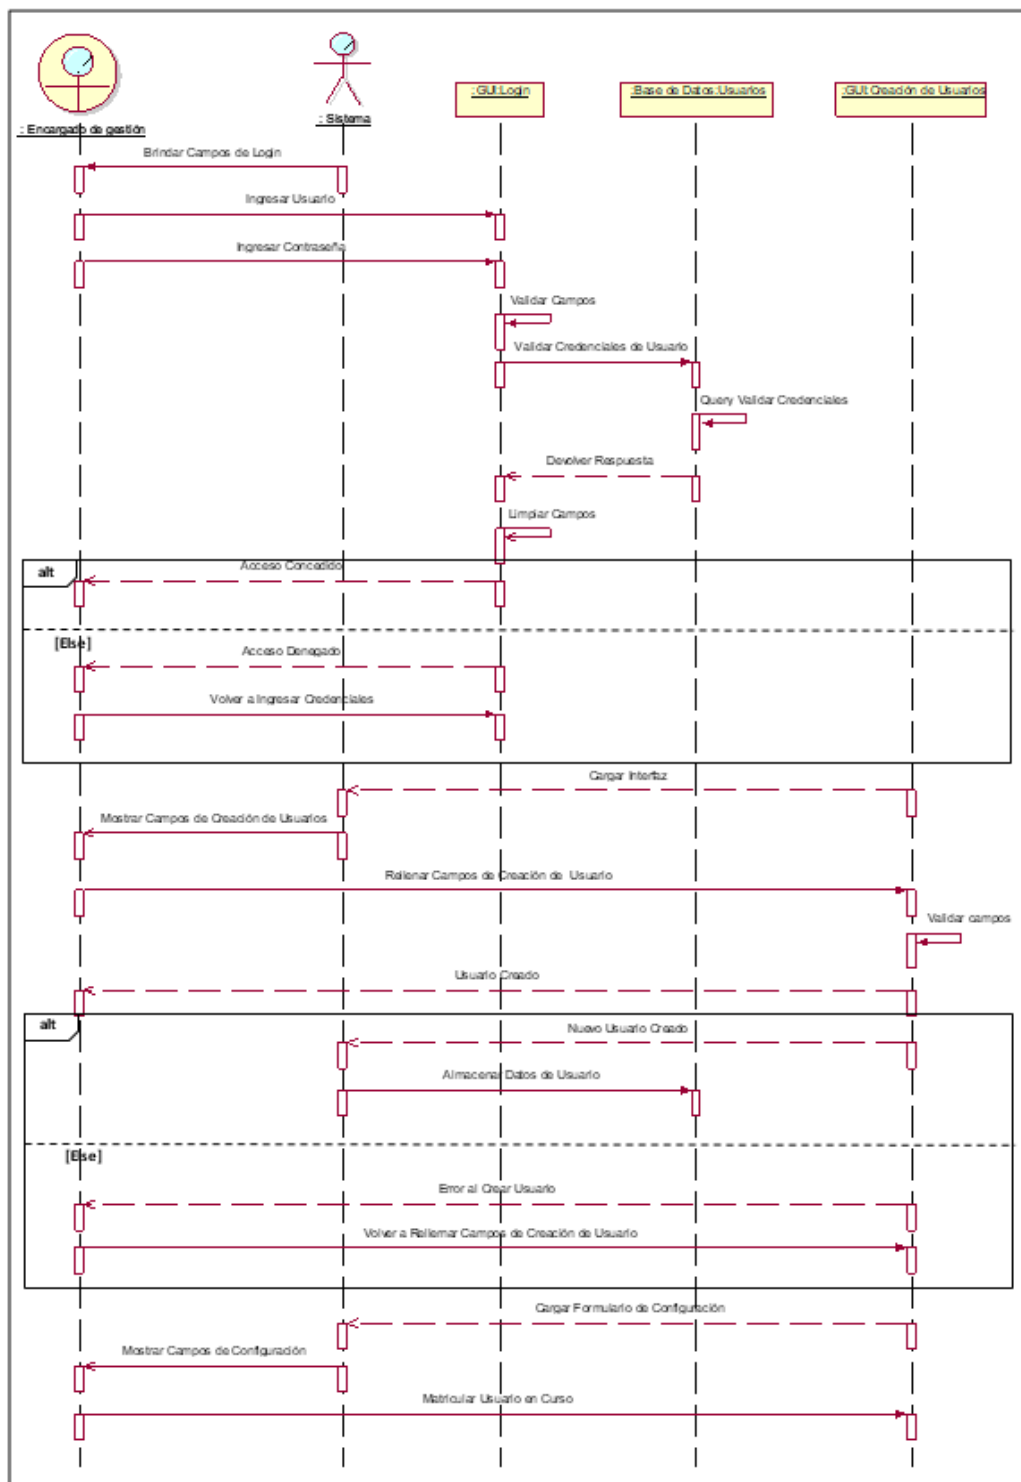 : Encargado de gestión
: Sistema
:GUI:Login
:Base de Datos:Usuarios
:GUI:Creación de Usuarios
Brindar Campos de Login
Ingresar Usuario
Ingresar Contraseña
Validar Campos
Validar Credenciales de Usuario
Query Validar Credenciales
Devolver Respuesta
Limpiar Campos
alt
Acceso Concedido
[Else]
Acceso Denegado
Volver a Ingresar Credenciales
Cargar Interfaz
Mostrar Campos de Creación de Usuarios
Rellenar Campos de Creación de Usuario
Validar campos
Usuario Creado
alt
Nuevo Usuario Creado
Almacenar Datos de Usuario
[Else]
Error al Crear Usuario
Volver a Rellernar Campos de Creación de Usuario
Cargar Formulario de Configuración
Mostrar Campos de Configuración
Matricular Usuario en Curso